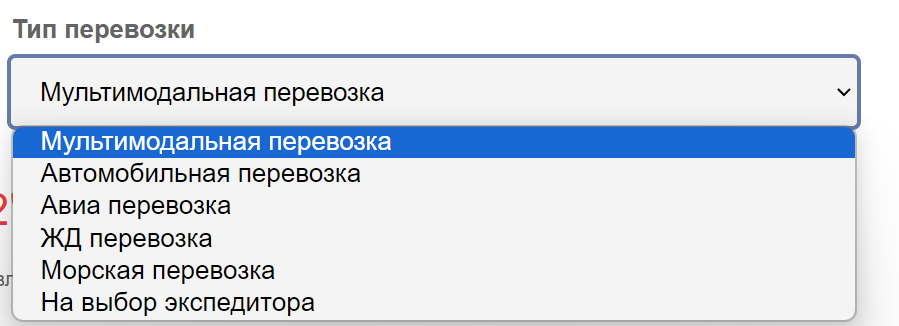 Тип перевозки
Мультимодальная перевозка
Мультимодальная перевозка
Автомобильная перевозка
Авиа перевозка
ЖД перевозка
Морская перевозка
На выбор экспедитора